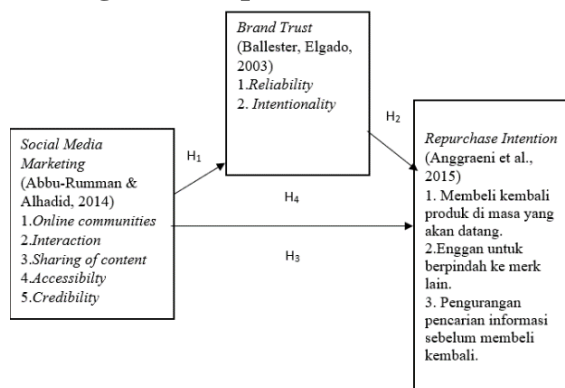 Brand Trust
(Ballester, Elgado,
2003)
1.Reliability
2. Intentionality
H1
H2
Social Media
Marketing
(Abbu-Rumman &
Alhadid, 2014)
1.Online communities
2.Interaction
3.Sharing of content
4.Accessibilty
5.Credibility
H4
H3
Repurchase Intention
(Anggraeni et al.,
2015)
1. Membeli kembali
produk di masa yang
akan datang.
2.Enggan untuk
berpindah ke merk
lain.
3. Pengurangan
pencarian informasi
sebelum membeli
kembali.